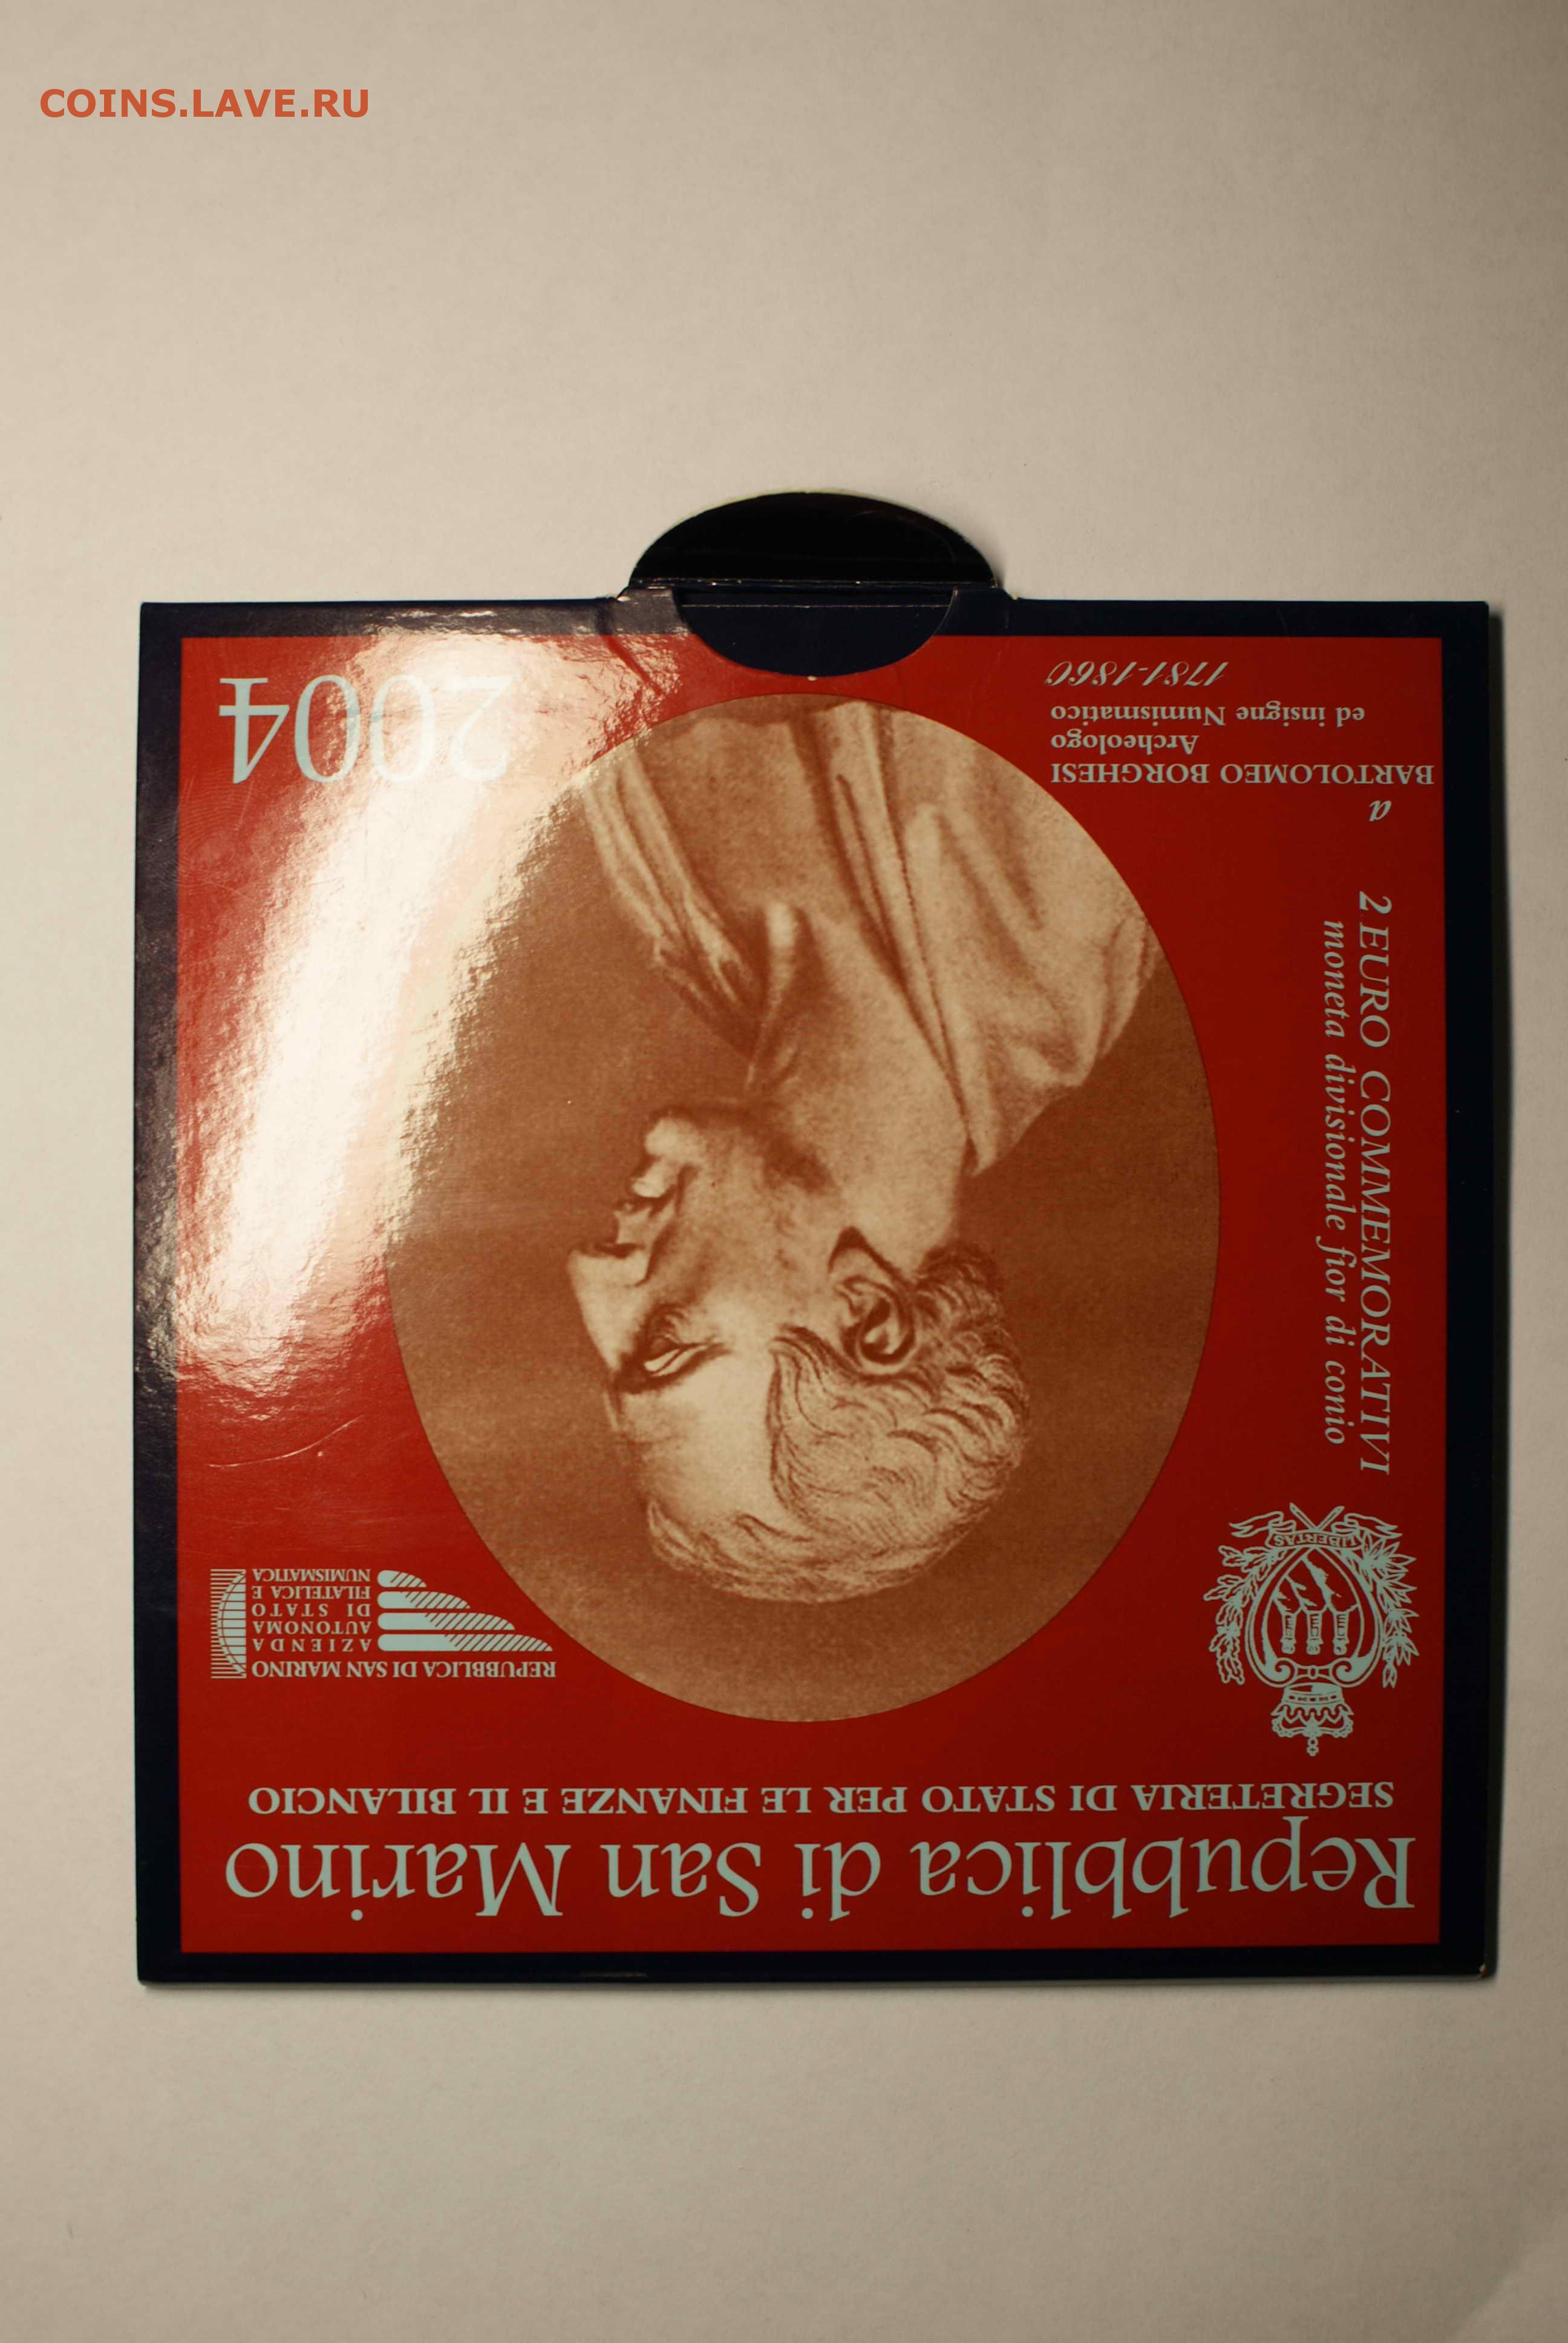 COINS.LAVE.RU
Repubblica di San Marino
SEGRETERIA DI STATO PER LE FINANZE E IL BILANCIO
LIBERTAS
REPUBBLICA DI SAN MARINO
AZIENDA
AUTONOMA
DI STATO
FILATELICA E
NUMISMATICA
2 EURO COMMEMORATIVI
moneta divisionale fior di conio
a
BARTOLOMEO BORGHESI
Archeologo
ed insigne Numismatico
1781-1860
2004